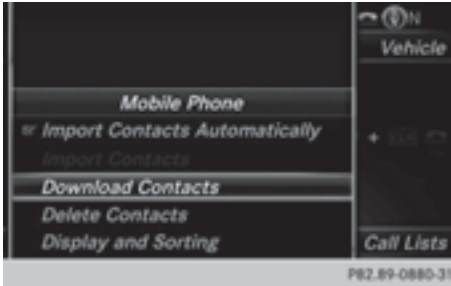 N
Vehicle
Mobile Phone
Import Contacts Automatically
Import Contacts
Download Contacts
Delete Contacts
Display and Sorting
Call Lists
P82.89-0880-31